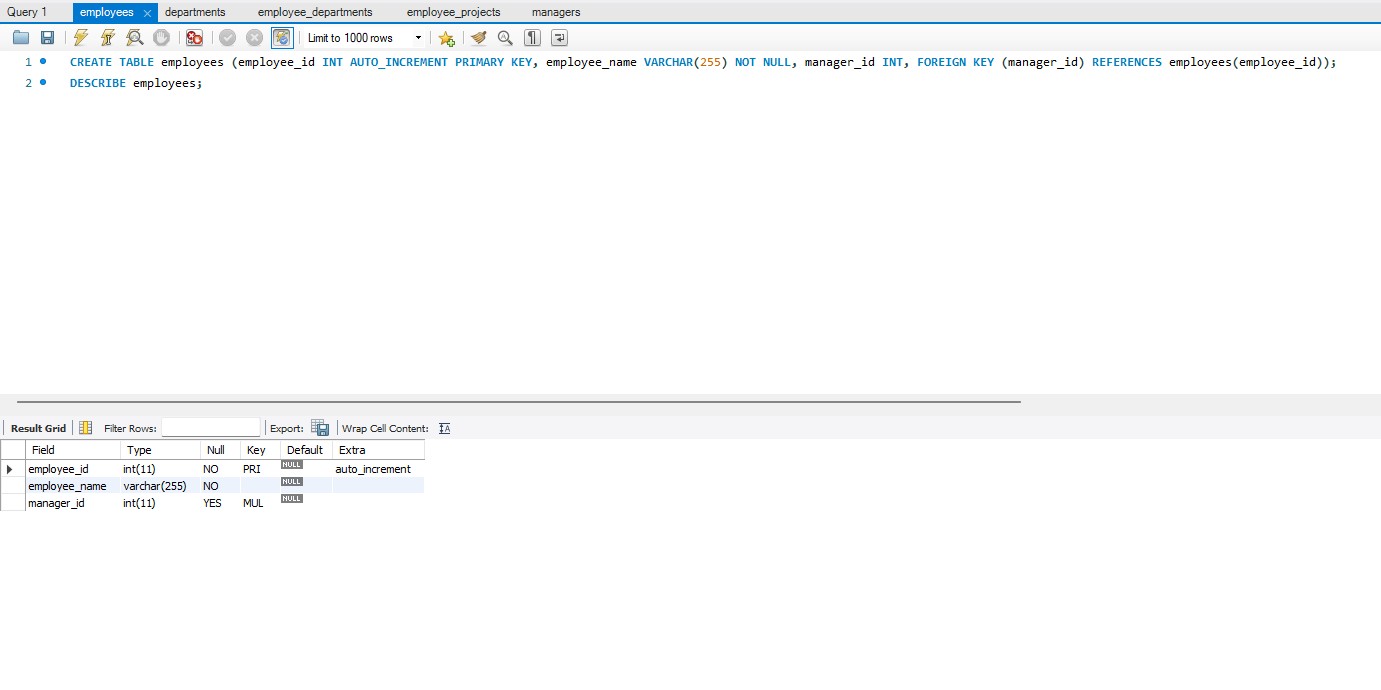 Query 1 employees departments employee_departments employee_projects managers
Limit to 1000 rows
1 CREATE TABLE employees (employee_id INT AUTO_INCREMENT PRIMARY KEY, employee_name VARCHAR(255) NOT NULL, manager_id INT, FOREIGN KEY (manager_id) REFERENCES employees(employee_id));
2 DESCRIBE employees;
Result Grid Filter Rows: Export: Wrap Cell Content:
Field Type Null Key Default Extra
employee_id int(11) NO PRI NULL auto_increment
employee_name varchar(255) NO NULL
manager_id int(11) YES MUL NULL